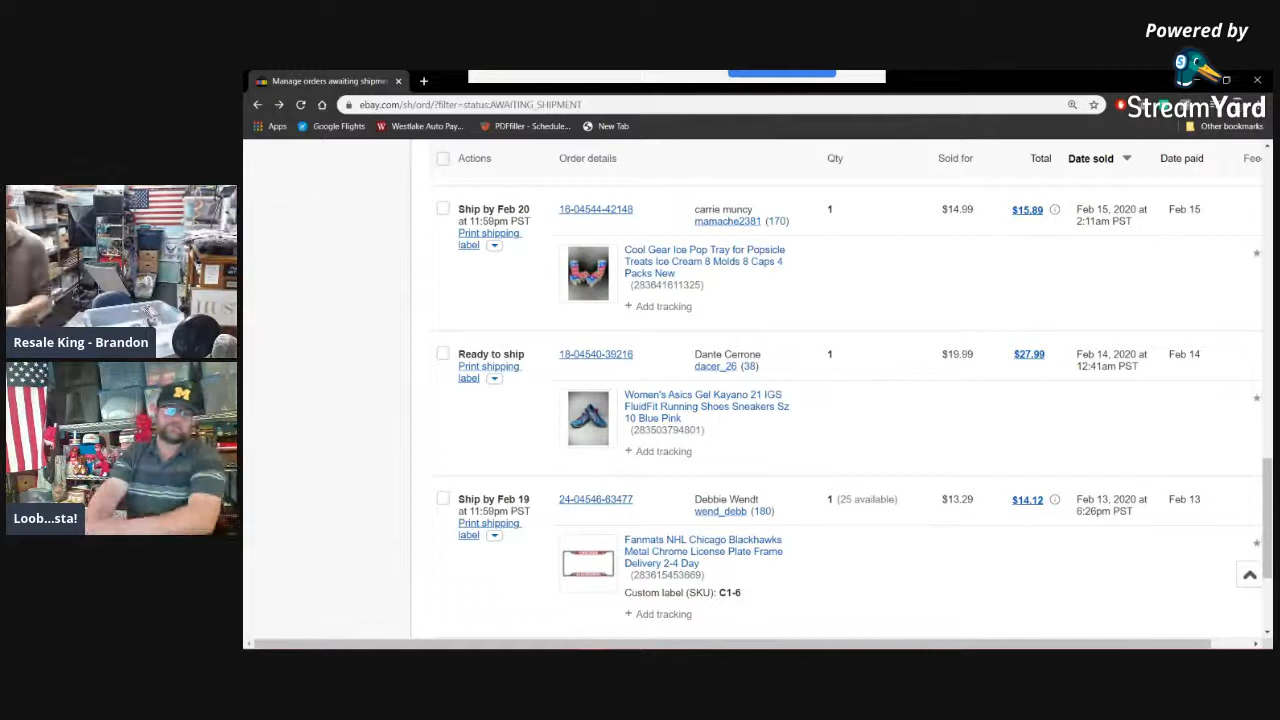 Powered by
StreamYard
Manage orders awaiting shipme
ebay.com/sh/ord/?filter=status:AWAITING_SHIPMENT
Apps Google Flights Westlake Auto Pay... PDFfiller - Schedule... New Tab Other bookmarks
Actions Order details Qty Sold for Total Date sold Date paid Fee
Ship by Feb 20 18-04544-42148 carrie muncy 1 $14.99 $15.89 Feb 15, 2020 at Feb 15
at 11:59pm PST mamache2381 (170) 2:11am PST
Print shipping
label
Cool Gear Ice Pop Tray for Popsicle
Treats Ice Cream 8 Molds 8 Caps 4
Packs New
(283641611325)
+ Add tracking
Ready to ship 18-04540-39216 Dante Cerrone 1 $19.99 $27.99 Feb 14, 2020 at Feb 14
Print shipping dacer_26 (38) 12:41am PST
label
Women's Asics Gel Kayano 21 IGS
FluidFit Running Shoes Sneakers Sz
10 Blue Pink
(283503794801)
+ Add tracking
Ship by Feb 19 24-04546-63477 Debbie Wendt 1 (25 available) $13.29 $14.12 Feb 13, 2020 at Feb 13
at 11:59pm PST wend_debb (180) 6:26pm PST
Print shipping
label
Fanmats NHL Chicago Blackhawks
Metal Chrome License Plate Frame
Delivery 2-4 Day
(283615453669)
Custom label (SKU): C1-6
+ Add tracking
Resale King - Brandon
HUS
M
Loob...sta!